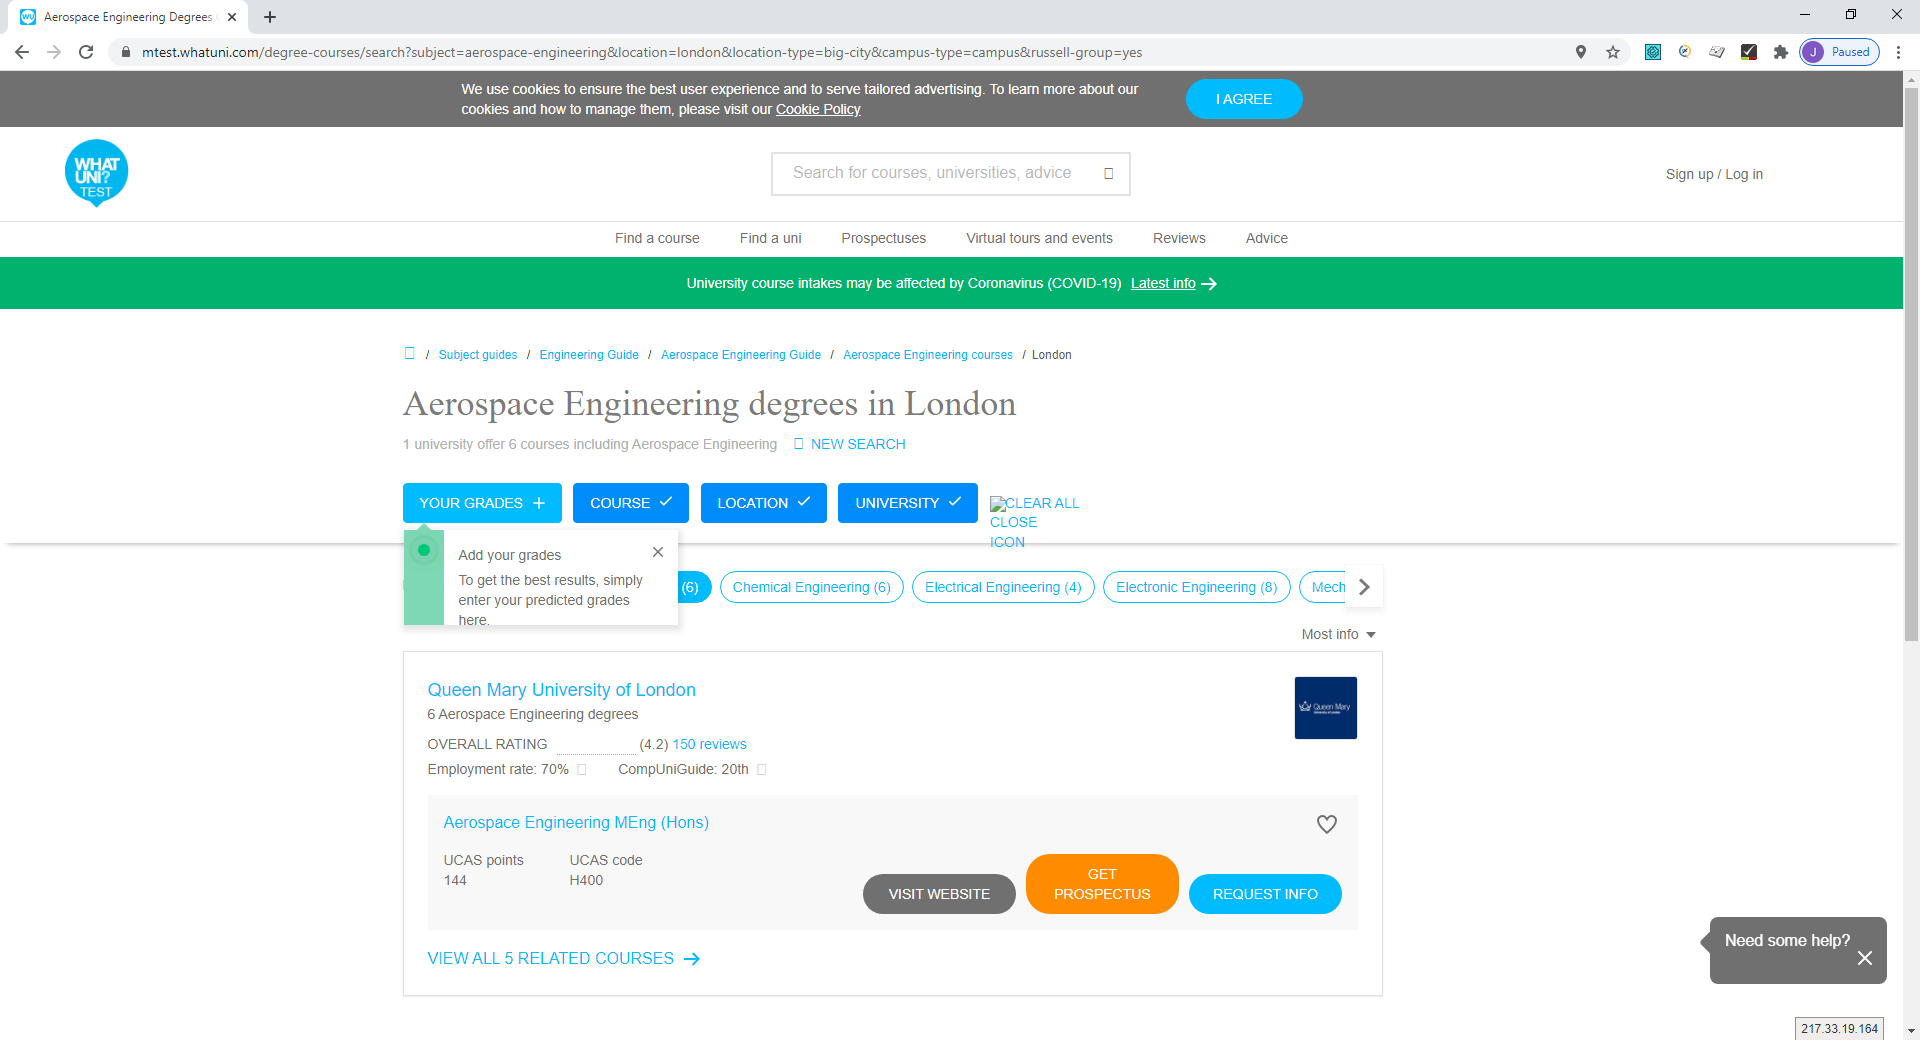 Aerospace Engineering Degrees
mtest.whatuni.com/degree-courses/search?subject=aerospace-engineering&location=london&location-type=big-city&campus-type=campus&russell-group=yes
J Paused
We use cookies to ensure the best user experience and to serve tailored advertising. To learn more about our
cookies and how to manage them, please visit our Cookie Policy
I AGREE
WHAT
UNI?
TEST
Search for courses, universities, advice
Sign up / Log in
Find a course Find a uni Prospectuses Virtual tours and events Reviews Advice
University course intakes may be affected by Coronavirus (COVID-19) Latest info
/ Subject guides / Engineering Guide / Aerospace Engineering Guide / Aerospace Engineering courses / London
Aerospace Engineering degrees in London
1 university offer 6 courses including Aerospace Engineering NEW SEARCH
YOUR GRADES COURSE LOCATION UNIVERSITY CLEAR ALL
CLOSE
ICON
Add your grades
To get the best results, simply
enter your predicted grades
here.
(6) Chemical Engineering (6) Electrical Engineering (4) Electronic Engineering (8) Mech
Most info
Queen Mary University of London
6 Aerospace Engineering degrees
Queen Mary
University of London
OVERALL RATING (4.2) 150 reviews
Employment rate: 70% CompUniGuide: 20th
Aerospace Engineering MEng (Hons)
UCAS points UCAS code
144 H400
VISIT WEBSITE
GET
PROSPECTUS
REQUEST INFO
VIEW ALL 5 RELATED COURSES
Need some help?
217.33.19.164